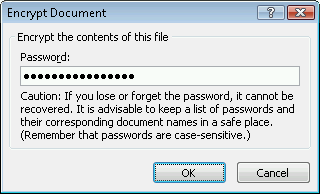 Encrypt Document
?
Encrypt the contents of this file
Password:
●●●●●●●●●●●●●●●●
Caution: If you lose or forget the password, it cannot be
recovered. It is advisable to keep a list of passwords and
their corresponding document names in a safe place.
(Remember that passwords are case-sensitive.)
OK Cancel